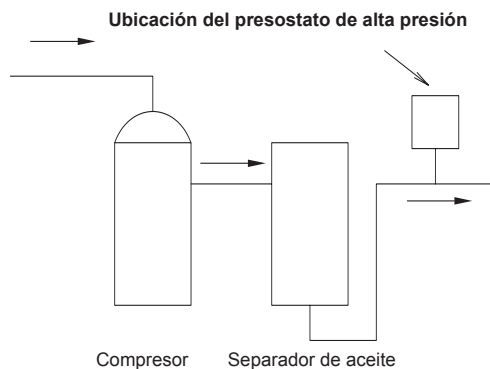 Ubicación del presostato de alta presión
Compresor
Separador de aceite